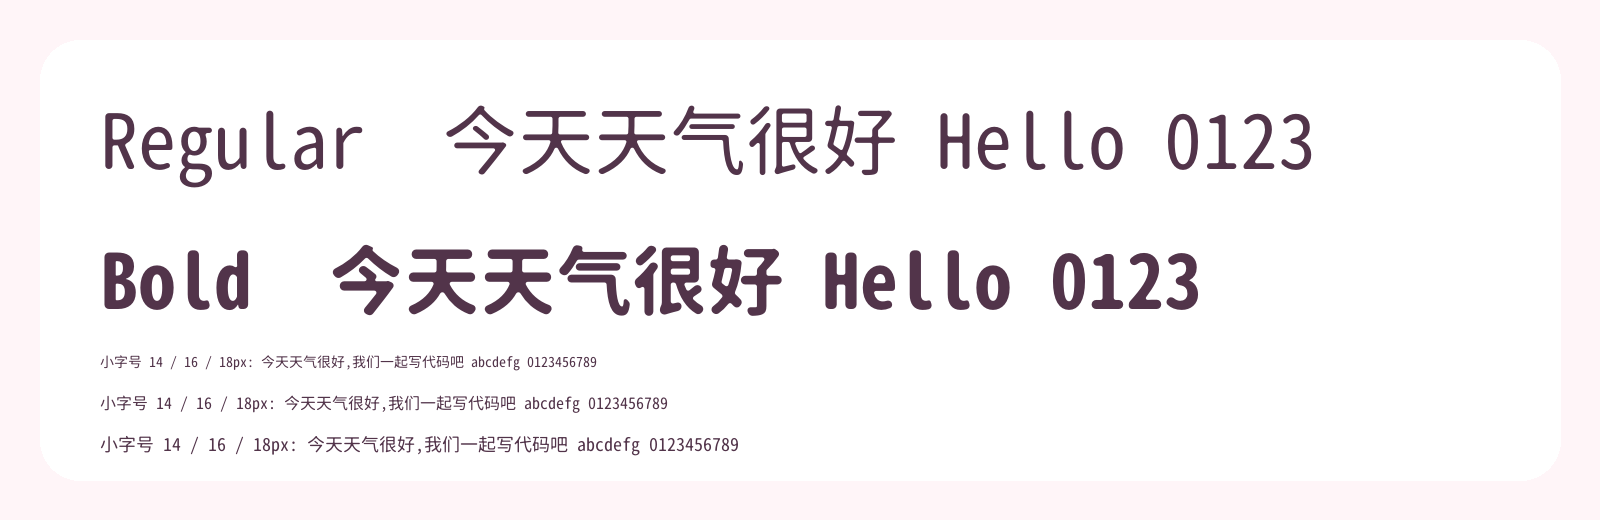 Regular  今天天气很好 Hello 0123
Bold  今天天气很好 Hello 0123
小字号 14 / 16 / 18px: 今天天气很好,我们一起写代码吧 abcdefg 0123456789
小字号 14 / 16 / 18px: 今天天气很好,我们一起写代码吧 abcdefg 0123456789
小字号 14 / 16 / 18px: 今天天气很好,我们一起写代码吧 abcdefg 0123456789